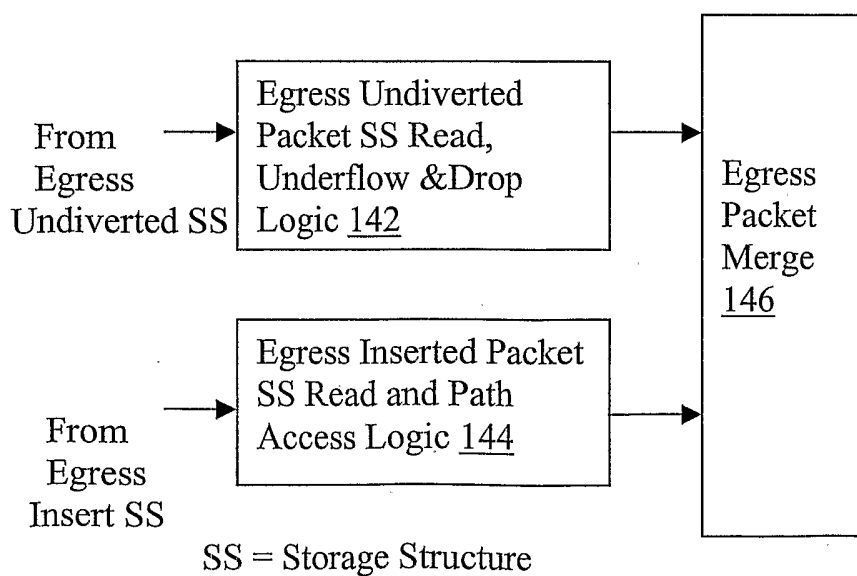 From
Egress
Undiverted SS
Egress Undiverted
Packet SS Read,
Underflow &Drop
Logic 142
From
Egress
Insert SS
Egress Inserted Packet
SS Read and Path
Access Logic 144
Egress
Packet
Merge
146
SS = Storage Structure